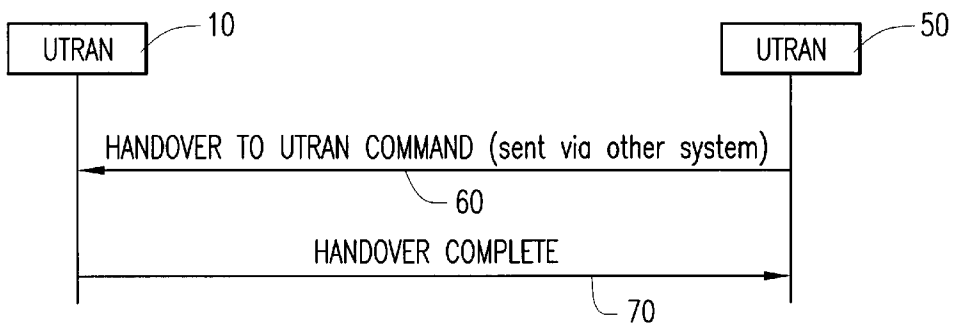 UTRAN 10 UTRAN 50
HANDOVER TO UTRAN COMMAND (sent via other system)
60
HANDOVER COMPLETE
70